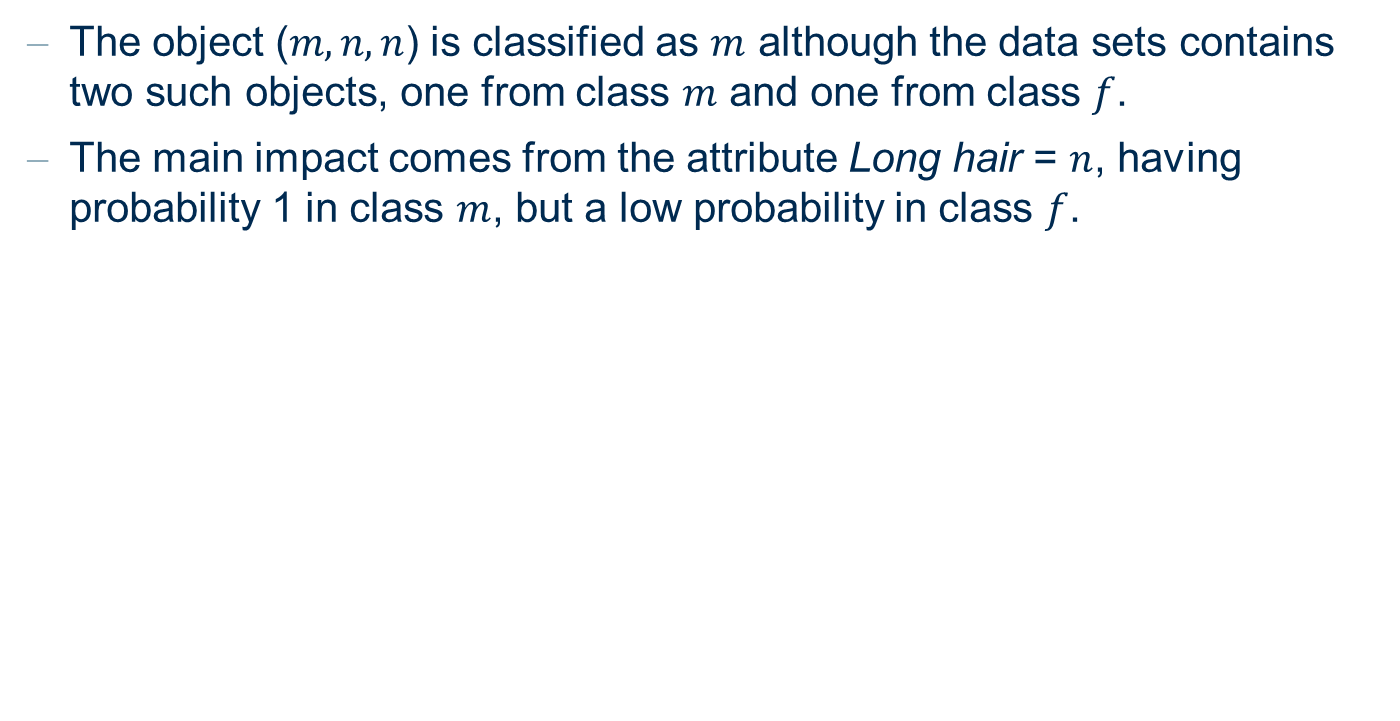 – The object (m, n, n) is classified as m although the data sets contains
two such objects, one from class m and one from class f.
– The main impact comes from the attribute Long hair = n, having
probability 1 in class m, but a low probability in class f.